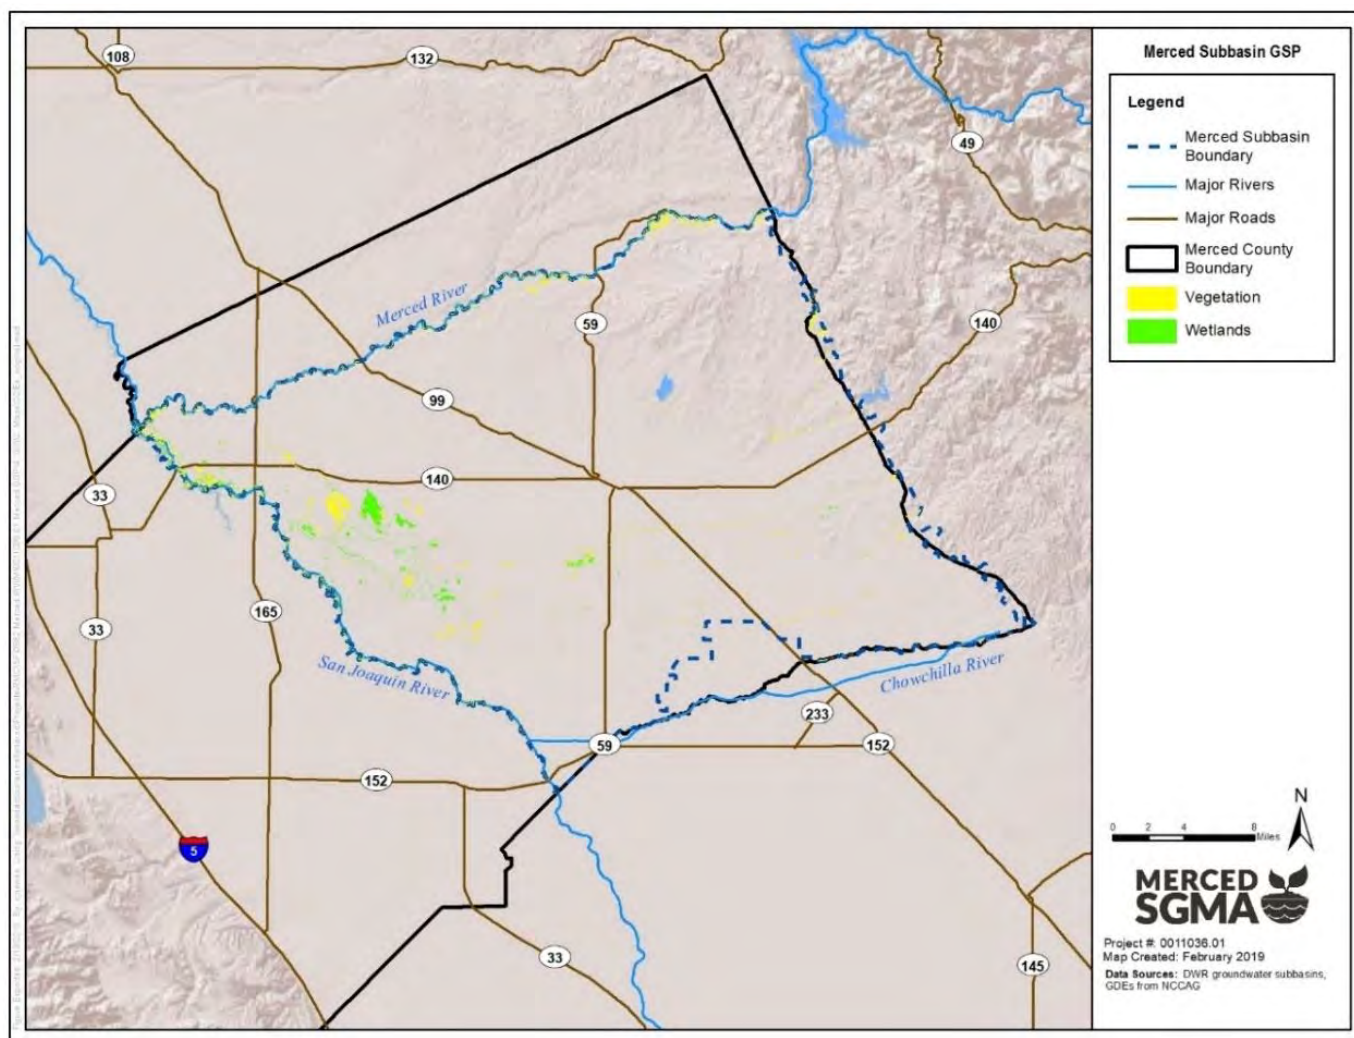 Merced Subbasin GSP
Legend
Merced Subbasin
Boundary
Major Rivers
Major Roads
Merced County
Boundary
Vegetation
Wetlands
108
132
49
Merced River
59
140
99
140
33
165
33
San Joaquin River
Chowchilla River
233
59
152
152
5
33
145
N
0 2 4 8
Miles
MERCED
SGMA
Project #: 0011036.01
Map Created: February 2019
Data Sources: DWR groundwater subbasins,
GDEs from NCCAG